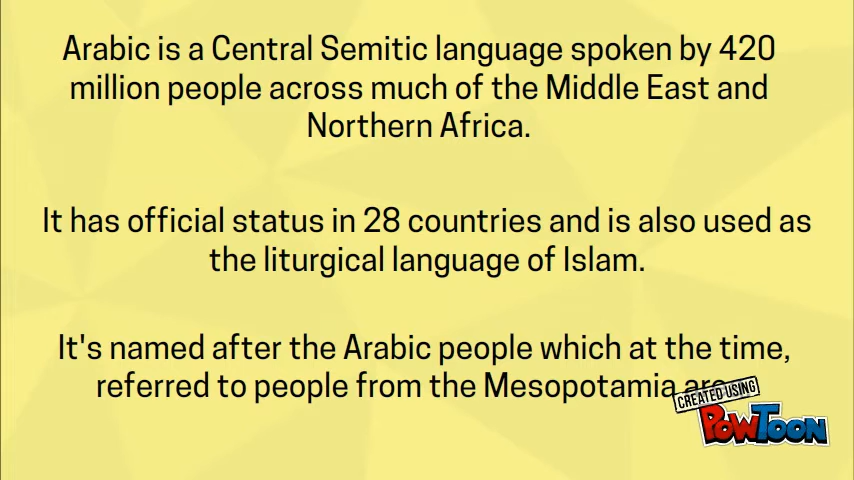 Arabic is a Central Semitic language spoken by 420
million people across much of the Middle East and
Northern Africa.
It has official status in 28 countries and is also used as
the liturgical language of Islam.
It's named after the Arabic people which at the time,
referred to people from the Mesopotamia
CREATED USING
POWTOON